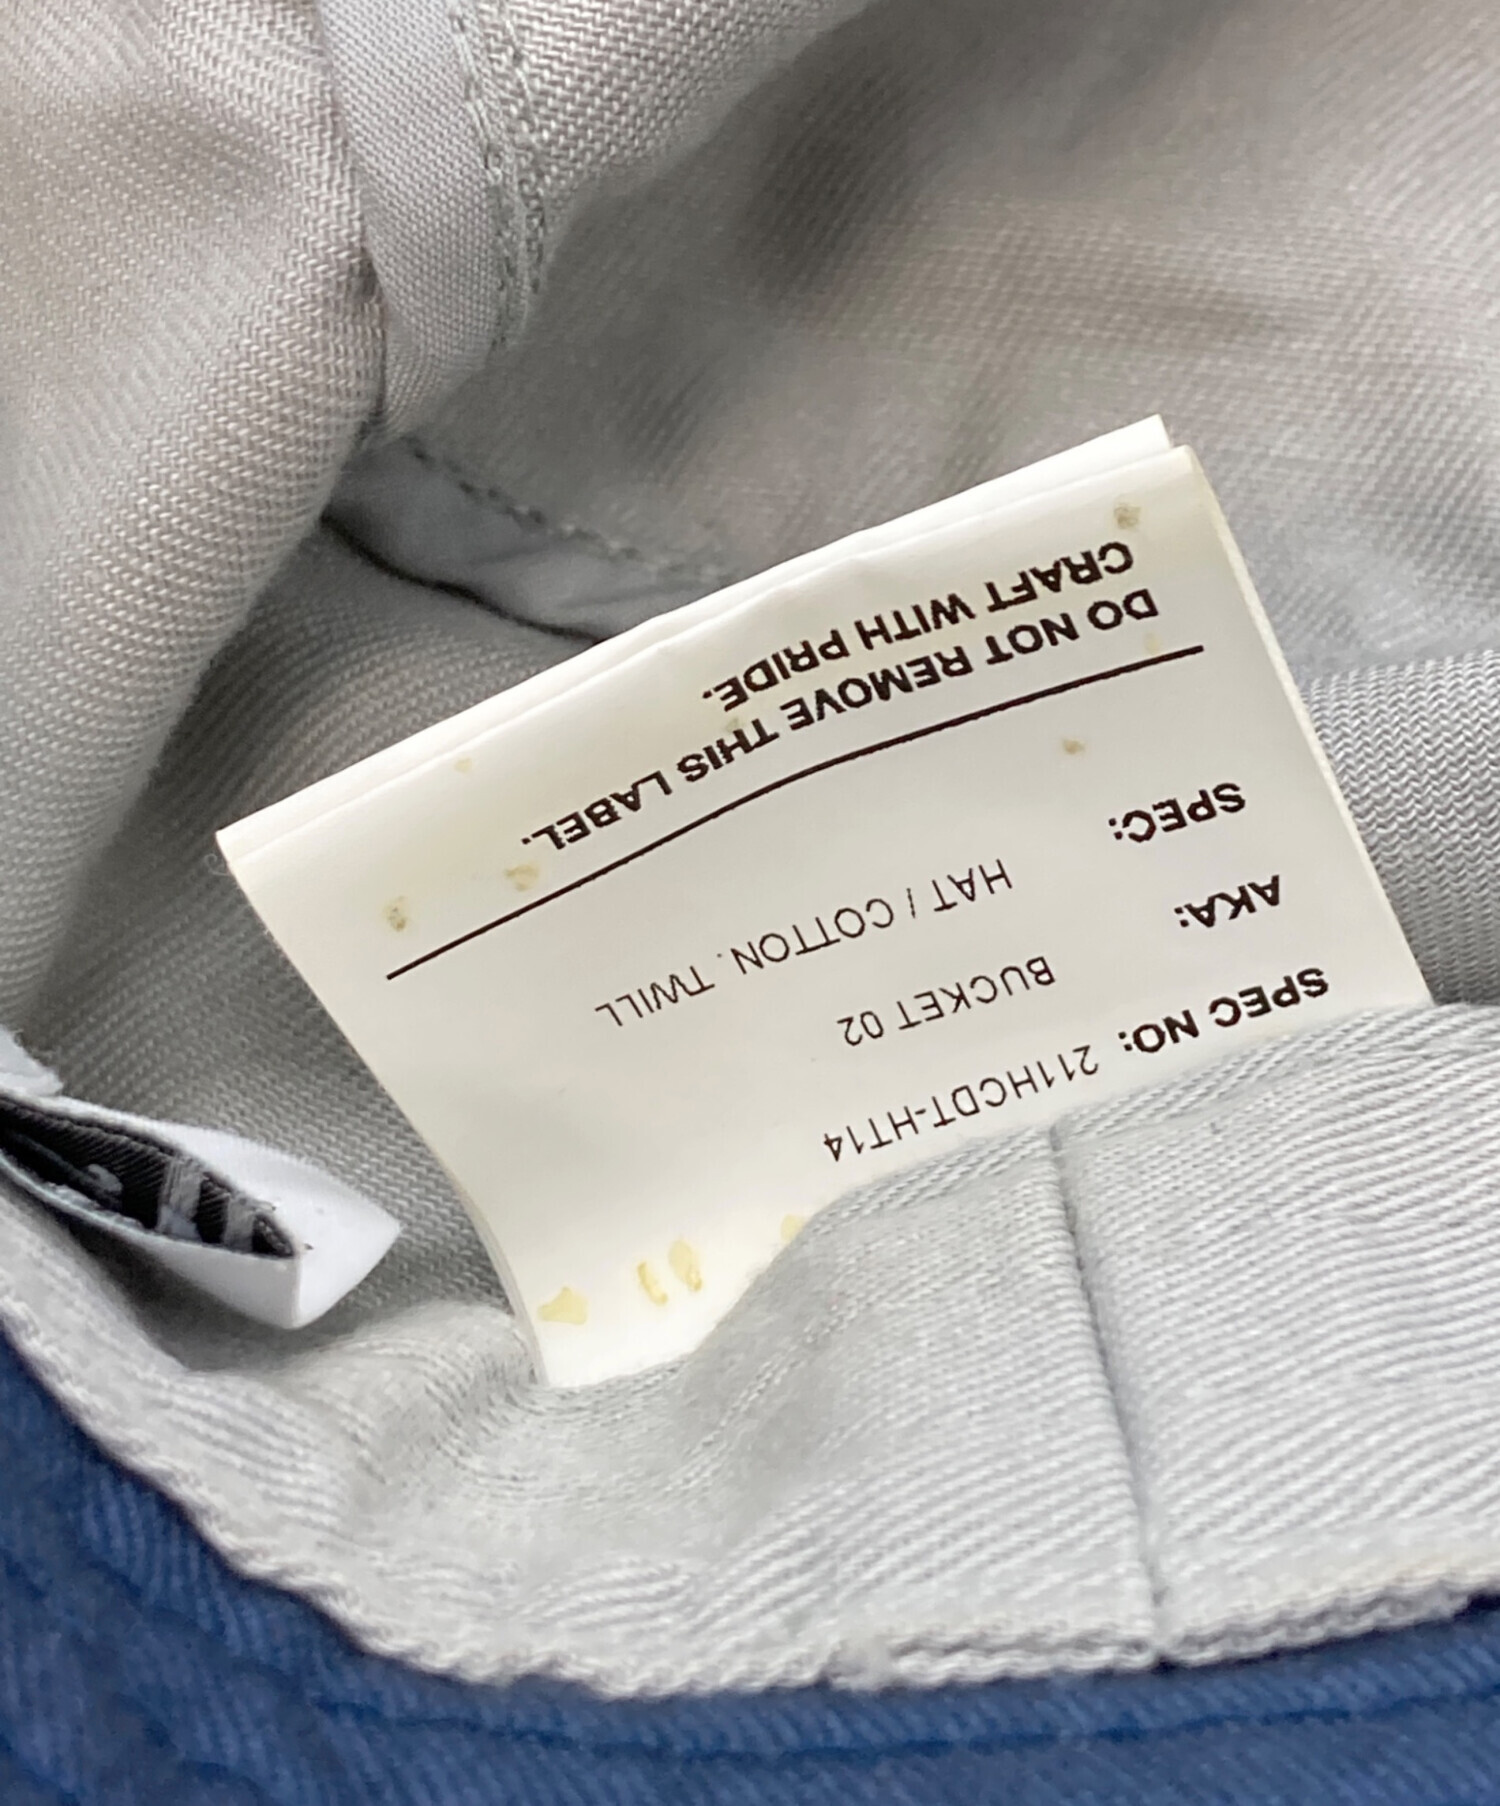 SPEC NO: 211HCDT-HT14
AKA: BUCKET 02
SPEC: HAT / COTTON. TWILL
DO NOT REMOVE THIS LABEL.
CRAFT WITH PRIDE.